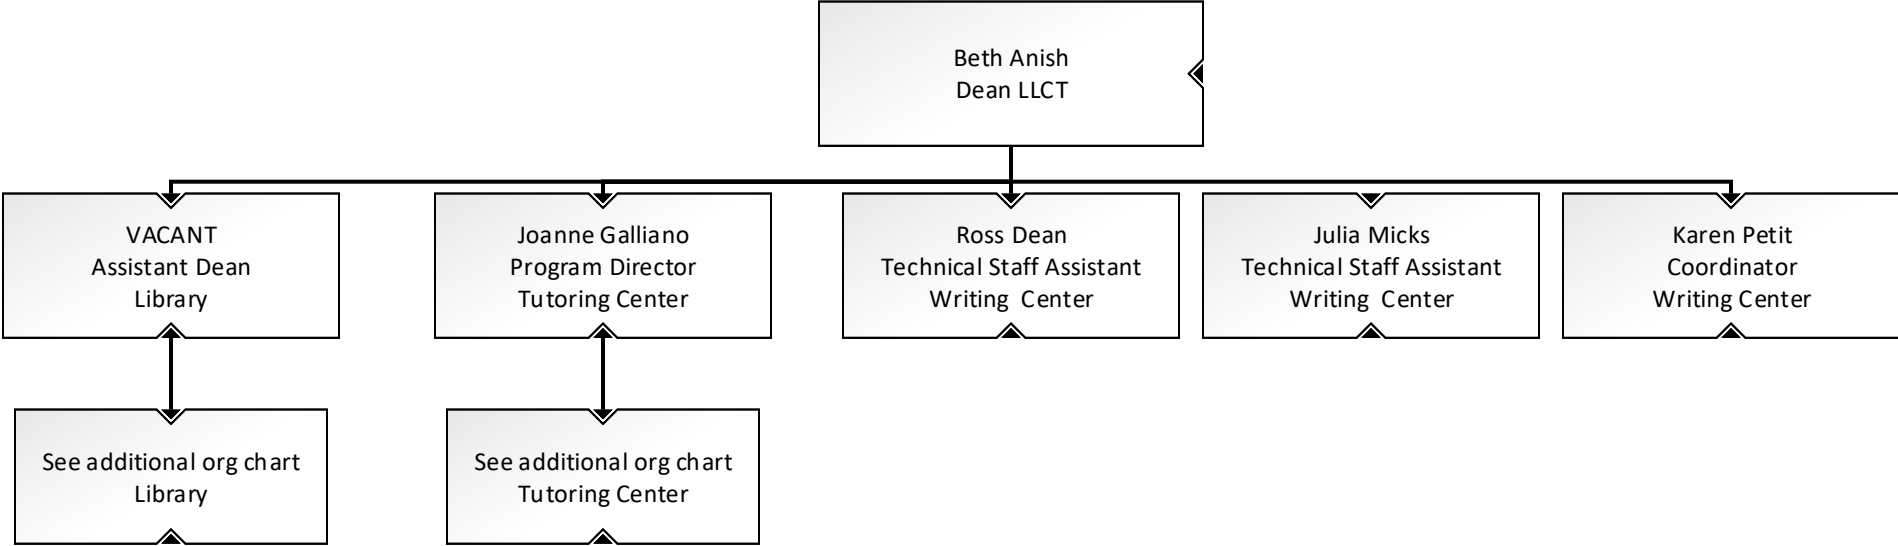 Beth Anish
Dean LLCT
VACANT
Assistant Dean
Library
Joanne Galliano
Program Director
Tutoring Center
Ross Dean
Technical Staff Assistant
Writing Center
Julia Micks
Technical Staff Assistant
Writing Center
Karen Petit
Coordinator
Writing Center
See additional org chart
Library
See additional org chart
Tutoring Center